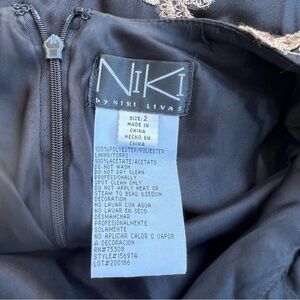 NIKI
BY NIKI LIVAS
SIZE: 2
MADE IN
CHINA
HECHO EN
CHINA
100%POLYESTER/POLIESTER
LINING/FORRO
100%ACETATE/ACETATO
DO NOT WASH
DO NOT DRY CLEAN
PROFESSIONALLY
SPOT CLEAN ONLY
DO NOT APPLY HEAT OR
STEAM TO BEAD&SEQUIN
DECORATION
NO LAVAR CON AGUA
NO LAVAR EN SECO
DESMANCHAR
PROFESSIONALMENTE
SOLAMENTE
NO APLICAR CALOR O VAPOR
A DECORACION
RN#75308
STYLE#15697A
LOT#200186